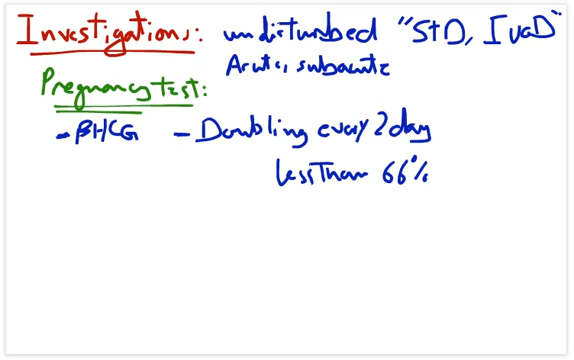 Investigations: undisturbed "StD, IUCD"
Acute, subacute
Pregnancy test:
- βHCG - Doubling every 2 day
less Than 66%